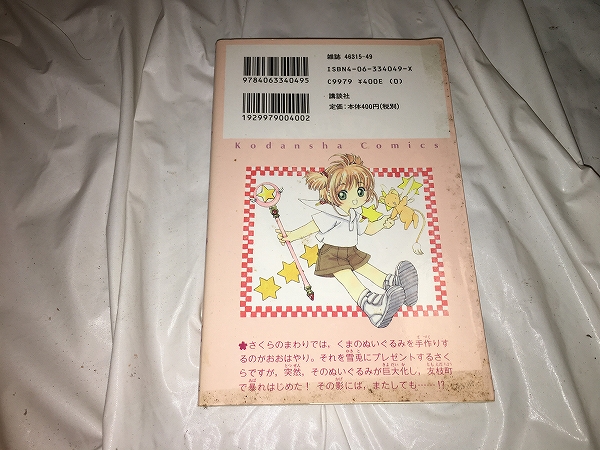 9784063340495
1929979004002
雑誌 46315-49
ISBN4-06-334049-X
C9979 ¥400E (0)
講談社
定価:本体400円(税別)
Kodansha Comics
さくらのまわりでは，くまのぬいぐるみを手作りす
るのがおおはやり。それを雪兎にプレゼントするさく
らですが，突然，そのぬいぐるみが巨大化し，友枝町
で暴れはじめた！ その影には，またしても……!?